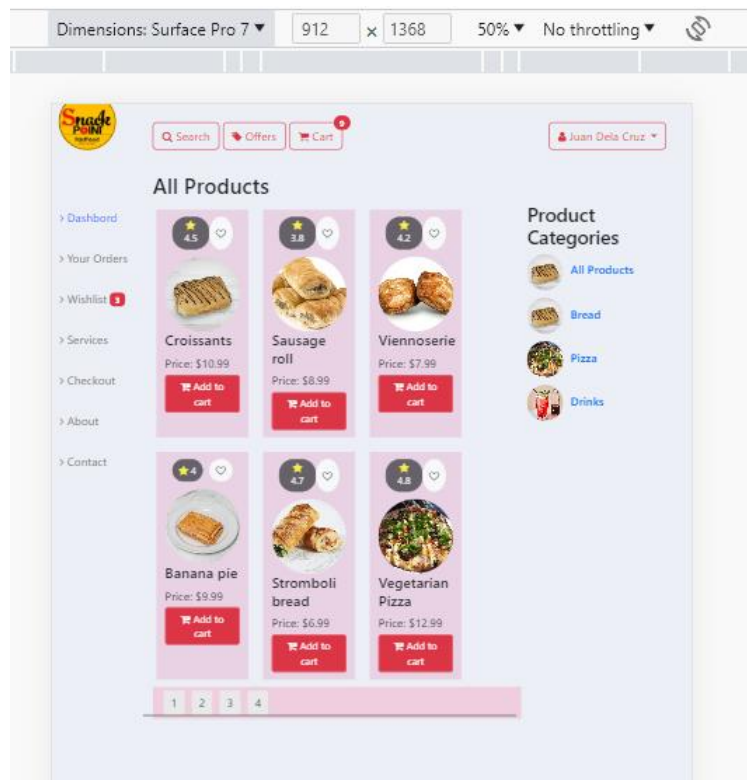 Dimensions: Surface Pro 7 ▼ 912 x 1368 50% ▼ No throttling ▼
Snack
POINT
Search Offers Cart 9 Juan Dela Cruz
All Products
> Dashbord
> Your Orders
> Wishlist 3
> Services
> Checkout
> About
> Contact
4.5
Croissants
Price: $10.99
Add to
cart
3.8
Sausage
roll
Price: $8.99
Add to
cart
4.2
Viennoserie
Price: $7.99
Add to
cart
4
Banana pie
Price: $9.99
Add to
cart
4.7
Stromboli
bread
Price: $6.99
Add to
cart
4.8
Vegetarian
Pizza
Price: $12.99
Add to
cart
1 2 3 4
Product
Categories
All Products
Bread
Pizza
Drinks